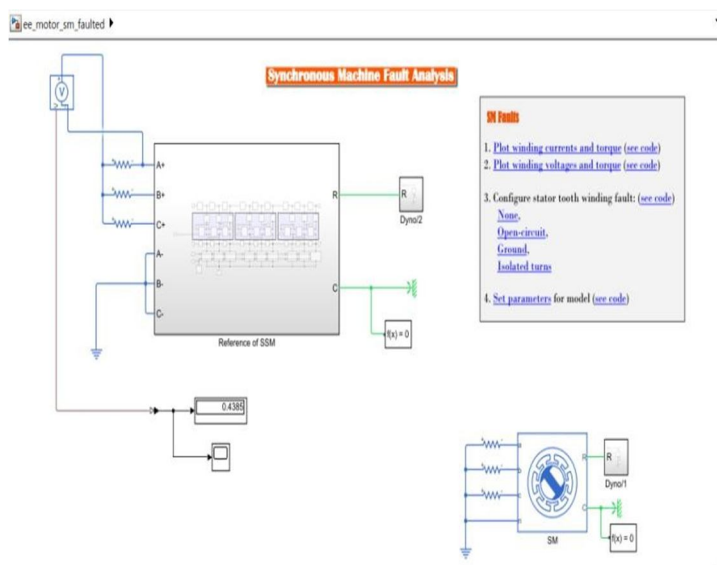 ee_motor_sm_faulted
Synchronous Machine Fault Analysis
V
SM Faults
1. Plot winding currents and torque (see code)
2. Plot winding voltages and torque (see code)
3. Configure stator tooth winding fault: (see code)
None,
Open-circuit,
Ground,
Isolated turns
4. Set parameters for model (see code)
A+
B+
C+
A-
B-
C-
R
C
R
Dyno/2
f(x) = 0
Reference of SSM
0.4385
R
C
R
Dyno/1
f(x) = 0
SM